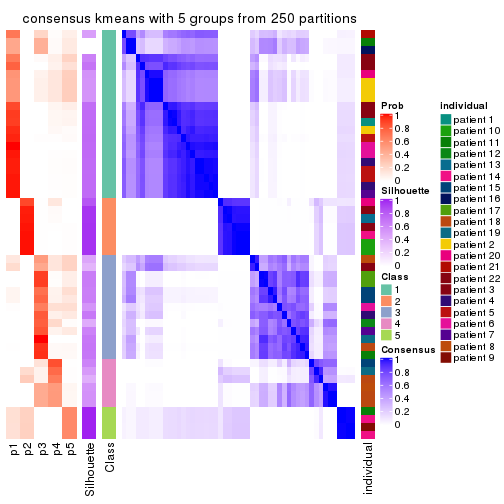 consensus kmeans with 5 groups from 250 partitions
Prob
1
0.8
0.6
0.4
0.2
0
Silhouette
1
0.8
0.6
0.4
0.2
0
Class
1
2
3
4
5
Consensus
1
0.8
0.6
0.4
0.2
0
individual
patient 1
patient 10
patient 11
patient 12
patient 13
patient 14
patient 15
patient 16
patient 17
patient 18
patient 19
patient 2
patient 20
patient 21
patient 22
patient 3
patient 4
patient 5
patient 6
patient 7
patient 8
patient 9
p1
p2
p3
p4
p5
Silhouette
Class
individual